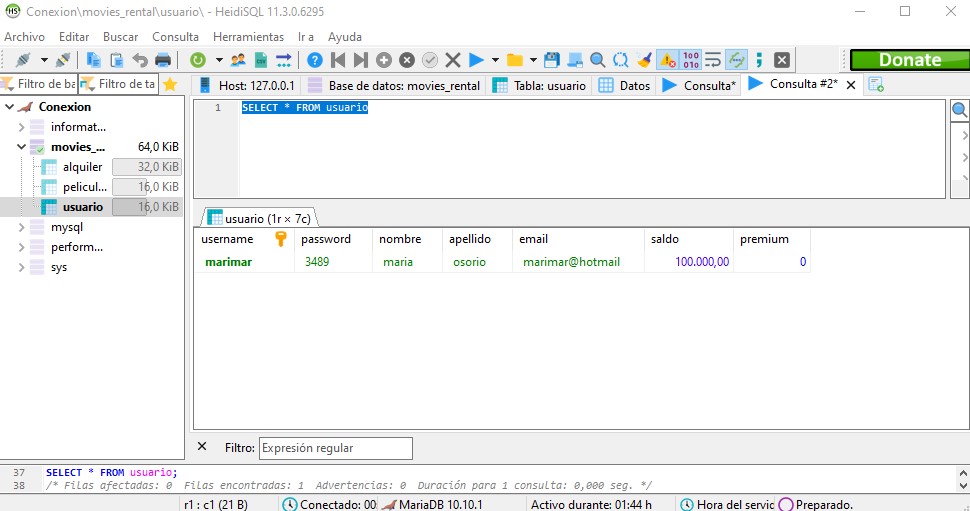 HS Conexion\movies_rental\usuario\ - HeidiSQL 11.3.0.6295
Archivo Editar Buscar Consulta Herramientas Ir a Ayuda
SQL 100 010 Donate
Filtro de ba Filtro de ta Host: 127.0.0.1 Base de datos: movies_rental Tabla: usuario Datos Consulta* Consulta #2*
Conexion
informat...
movies_... 64,0 KiB
alquiler 32,0 KiB
pelicul... 16,0 KiB
usuario 16,0 KiB
mysql
perform...
sys
1 SELECT * FROM usuario
usuario (1r × 7c)
username password nombre apellido email saldo premium
marimar 3489 maria osorio marimar@hotmail 100.000,00 0
Filtro: Expresión regular
37 SELECT * FROM usuario;
38 /* Filas afectadas: 0 Filas encontradas: 1 Advertencias: 0 Duración para 1 consulta: 0,000 seg. */
r1 : c1 (21 B) Conectado: 00: MariaDB 10.10.1 Activo durante: 01:44 h Hora del servic Preparado.